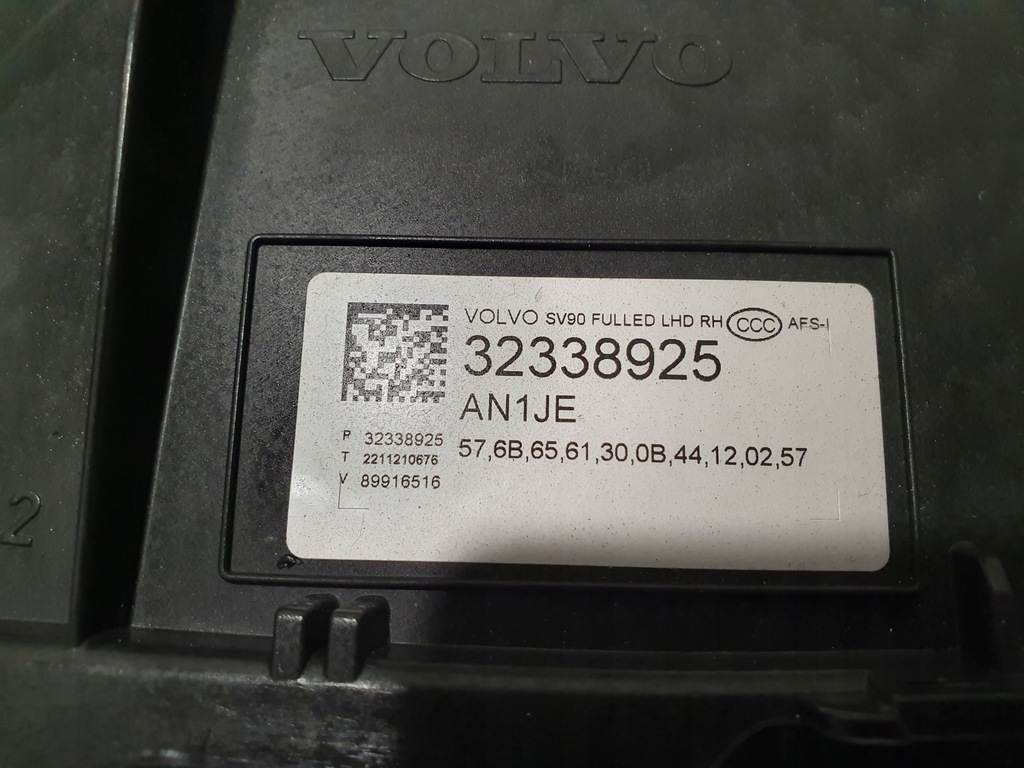 VOLVO
VOLVO SV90 FULLED LHD RH CCC AFS-I
32338925
AN1JE
57,6B,65,61,30,0B,44,12,02,57
P 32338925
T 2211210676
V 89916516
2